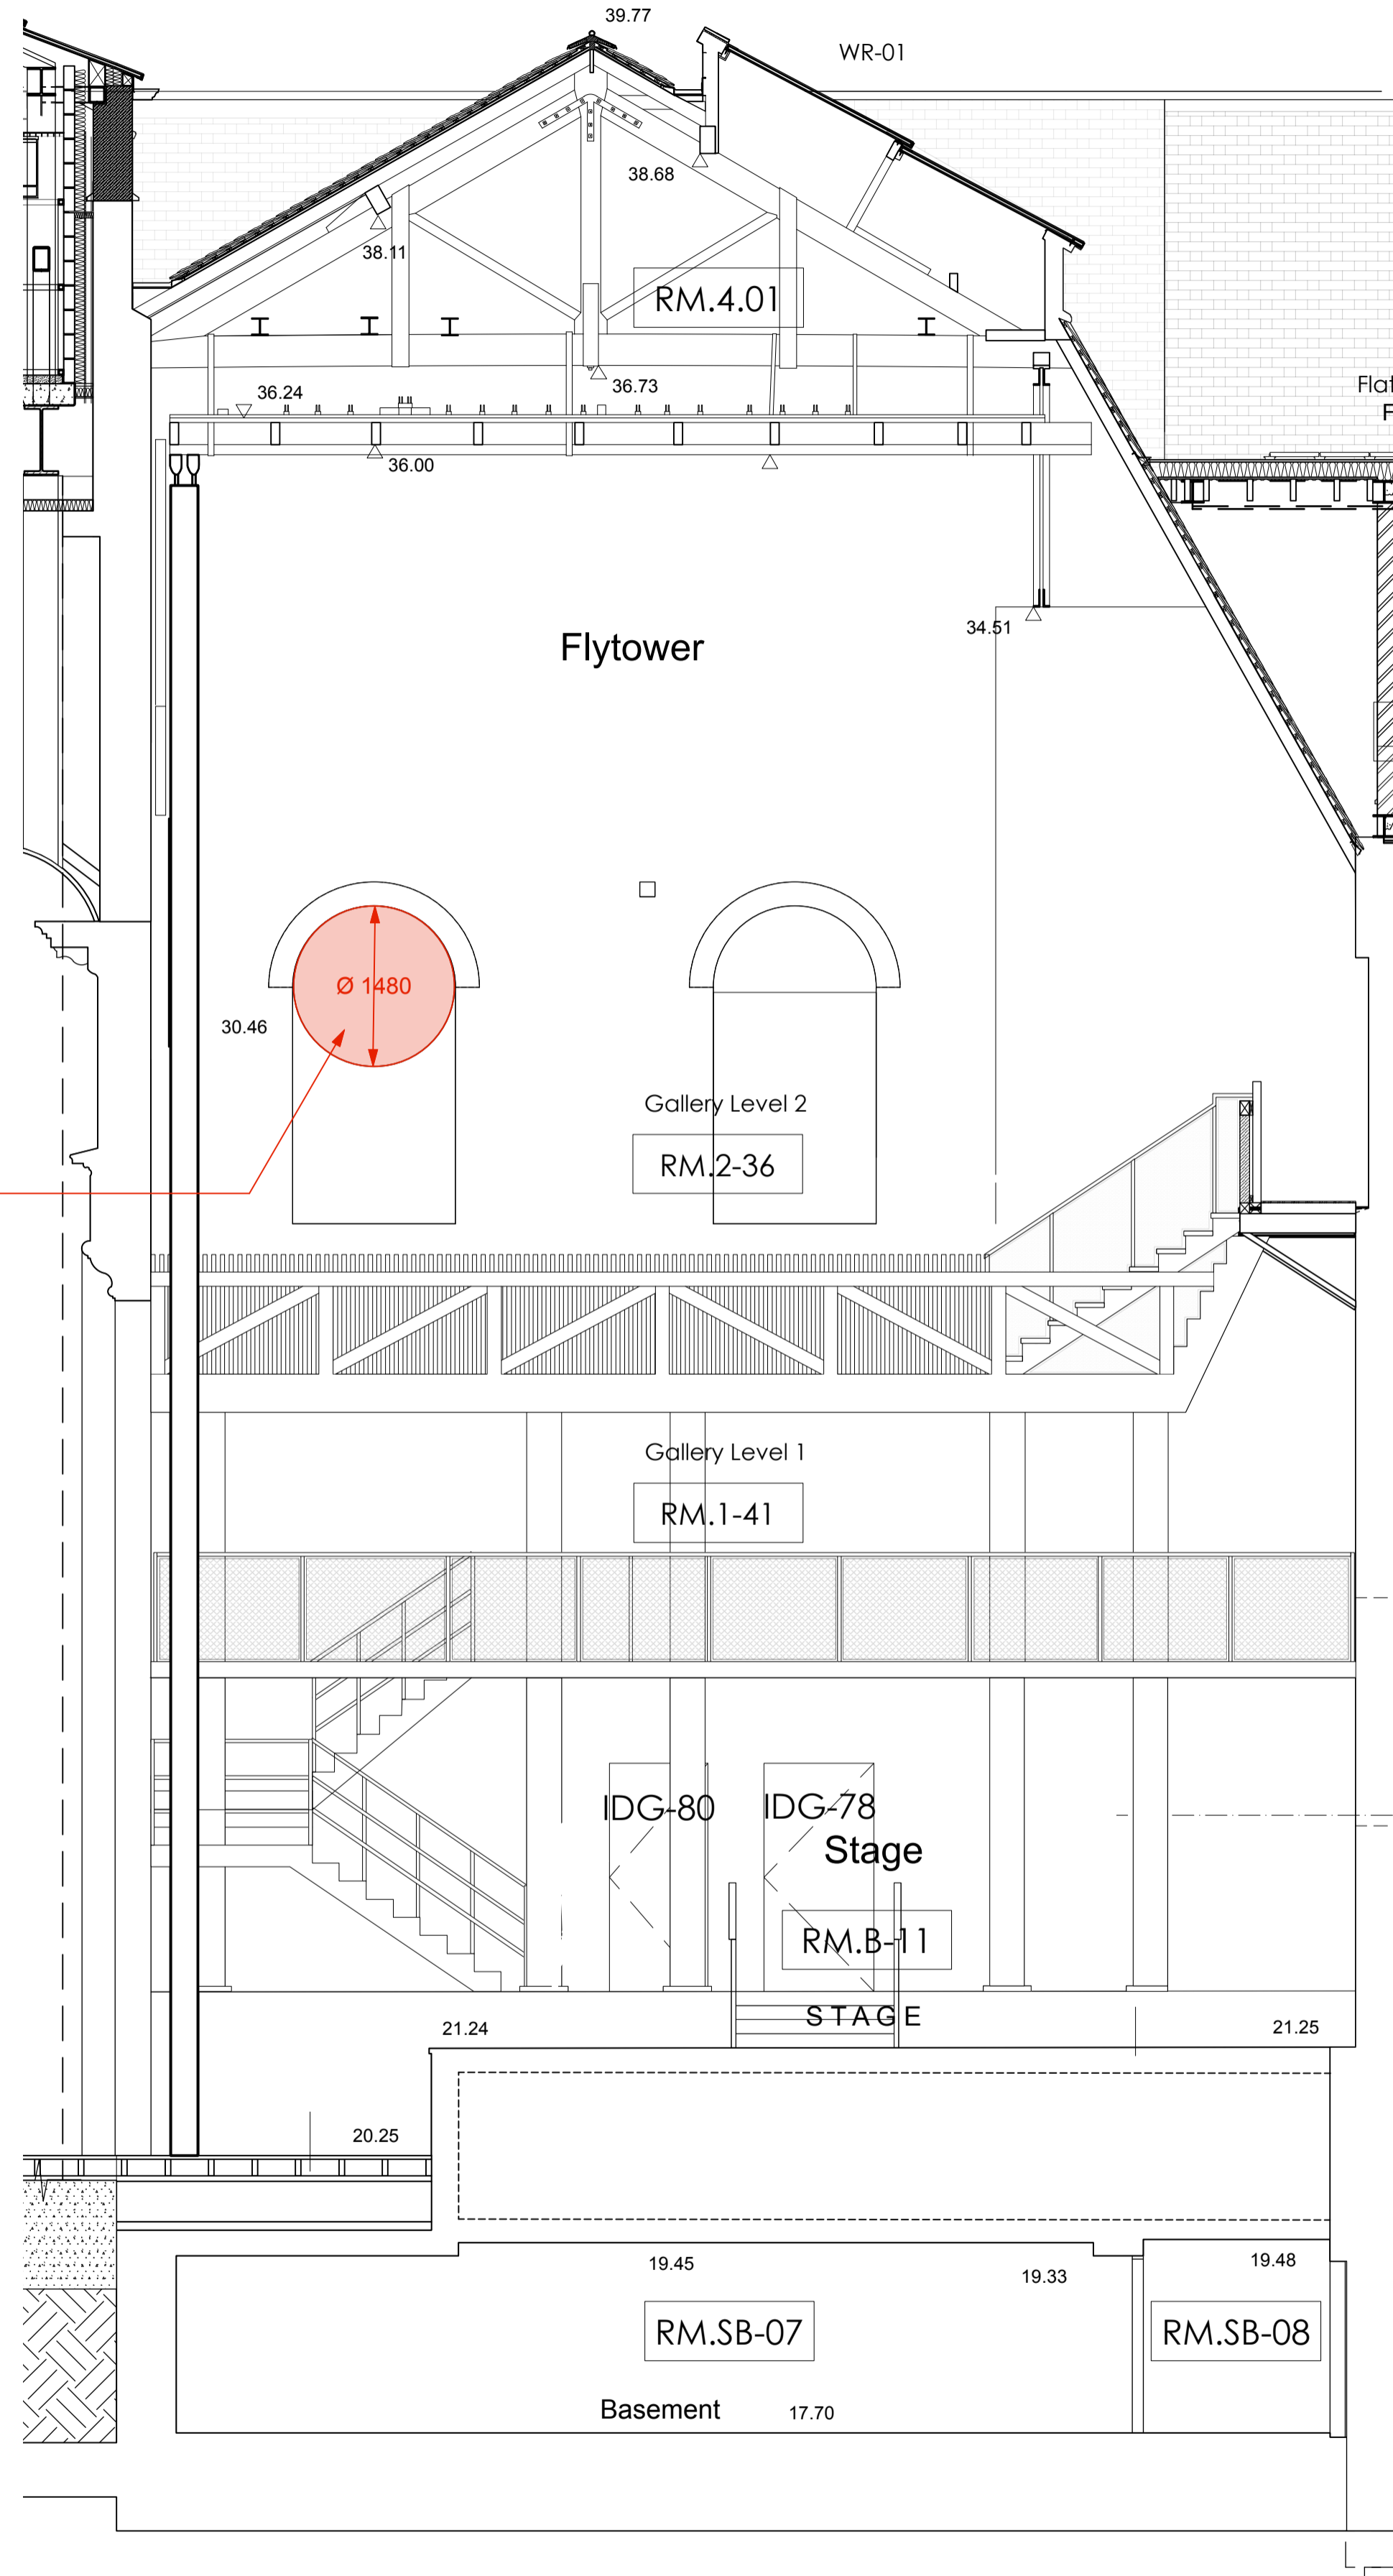 39.77
WR-01
38.68
38.11
RM.4.01
36.24
36.73
36.00
Flytower
34.51
Ø 1480
30.46
Gallery Level 2
RM.2-36
Gallery Level 1
RM.1-41
IDG-80
IDG-78
Stage
RM.B-11
STAGE
21.24
21.25
20.25
19.45
19.48
19.33
RM.SB-07
RM.SB-08
Basement
17.70